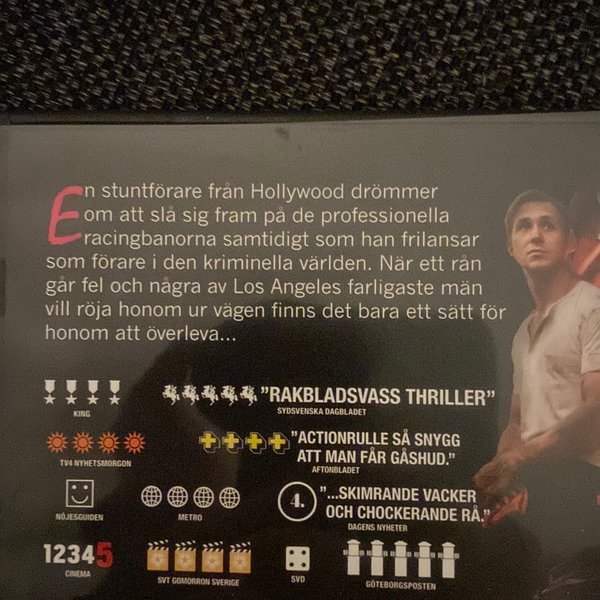 En stuntförare från Hollywood drömmer
om att slå sig fram på de professionella
racingbanorna samtidigt som han frilansar
som förare i den kriminella världen. När ett rån
går fel och några av Los Angeles farligaste män
vill röja honom ur vägen finns det bara ett sätt för
honom att överleva...
KING
"RAKBLADSVASS THRILLER"
SYDSVENSKA DAGBLADET
TV4 NYHETSMORGON
"ACTIONRULLE SÅ SNYGG
ATT MAN FÅR GÅSHUD."
AFTONBLADET
NÖJESGUIDEN
METRO
4.
"...SKIMRANDE VACKER
OCH CHOCKERANDE RÅ."
DAGENS NYHETER
12345
CINEMA
SVT GOMORRON SVERIGE
SVD
GÖTEBORGSPOSTEN